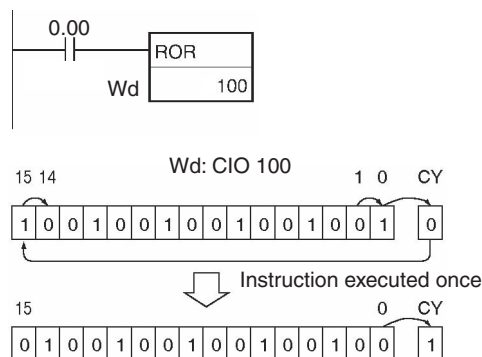 0.00
ROR
Wd 100
Wd: CIO 100
15 14 1 0 CY
1 0 0 1 0 0 1 0 0 1 0 0 1 0 0 1 0
Instruction executed once
15 0 CY
0 1 0 0 1 0 0 1 0 0 1 0 0 1 0 0 1